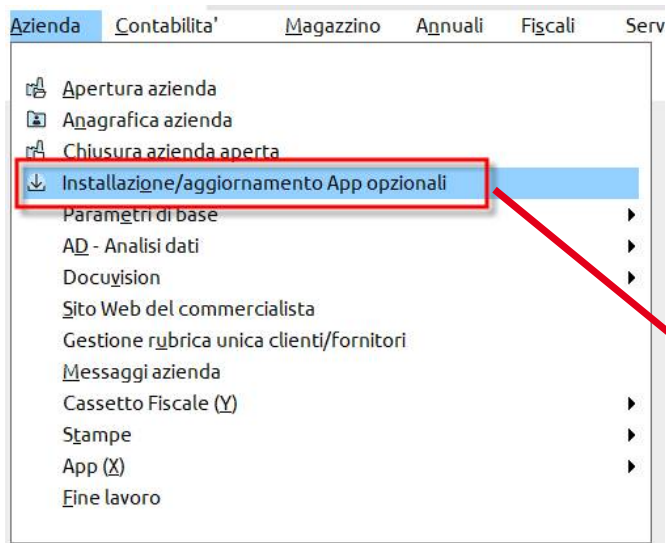 Azienda Contabilita' Magazzino Annuali Fiscali Serv
Apertura azienda
Anagrafica azienda
Chiusura azienda aperta
Installazione/aggiornamento App opzionali
Parametri di base
AD - Analisi dati
Docuvision
Sito Web del commercialista
Gestione rubrica unica clienti/fornitori
Messaggi azienda
Cassetto Fiscale (Y)
Stampe
App (X)
Fine lavoro